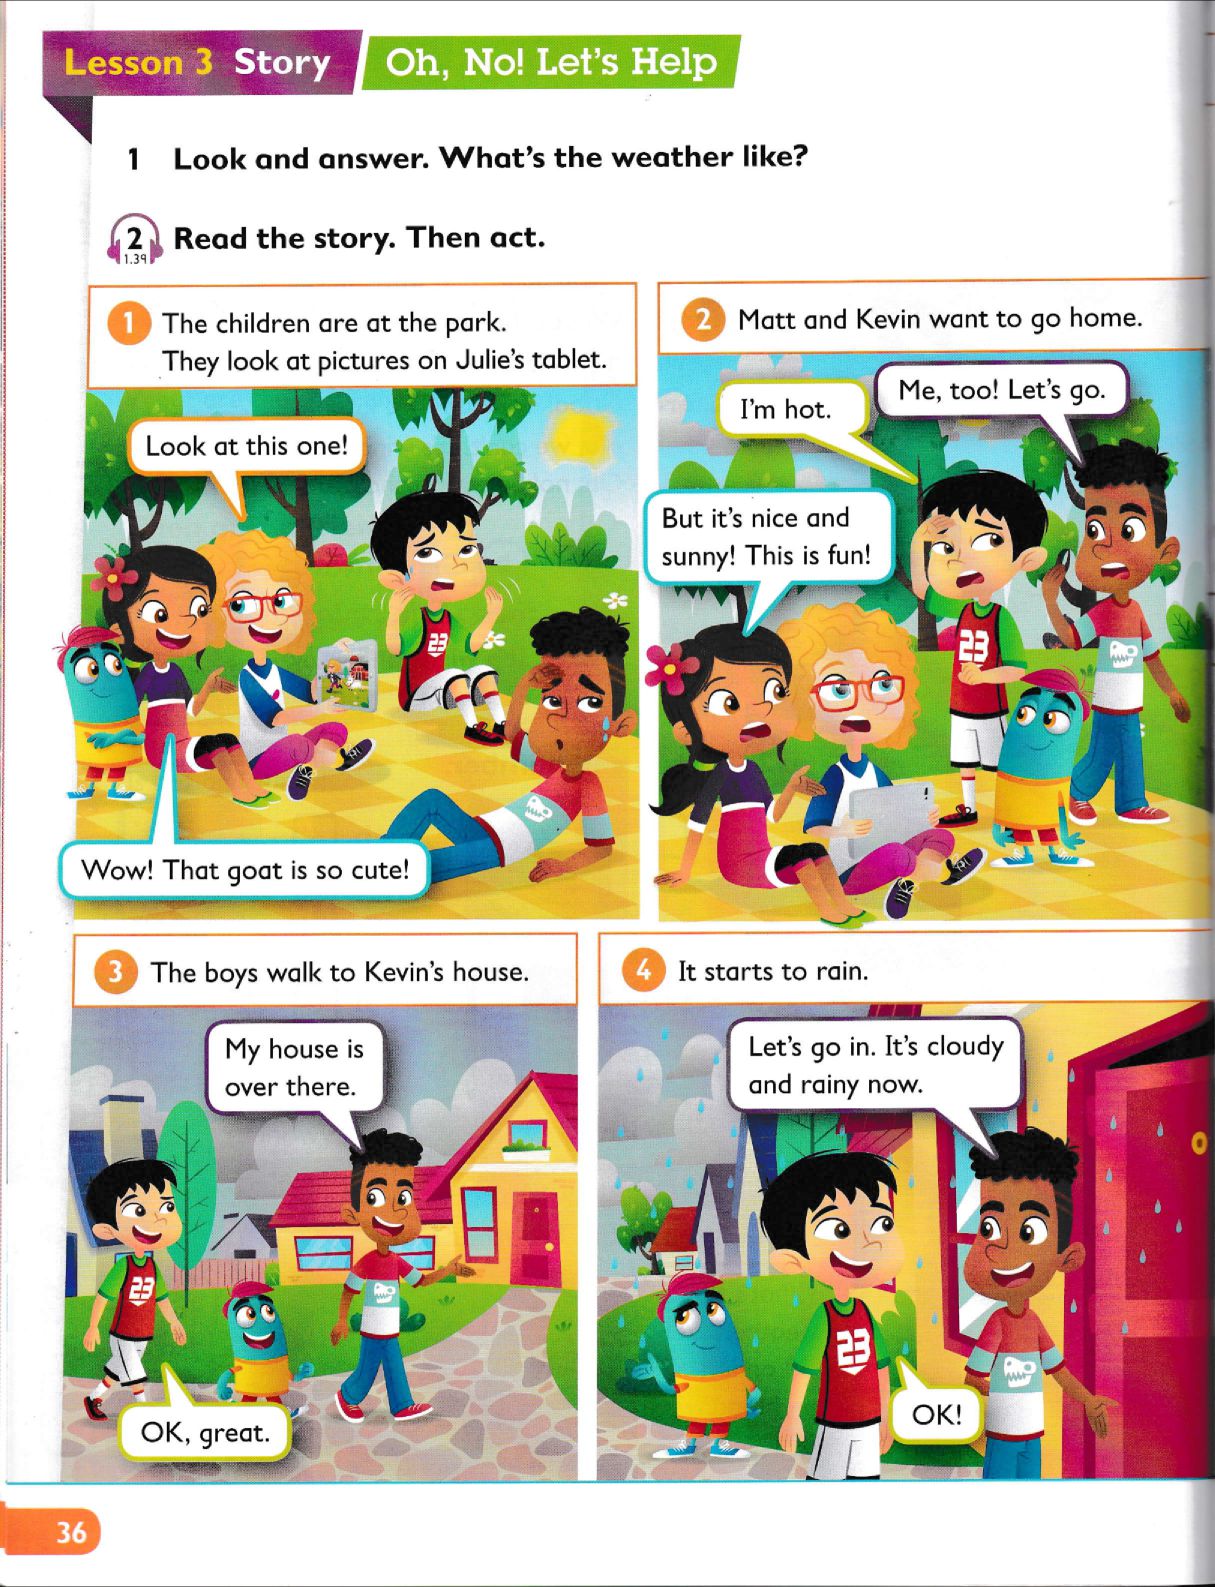 Lesson 3 Story
Oh, No! Let's Help
1 Look and answer. What's the weather like?
2 Read the story. Then act.
1.39
1 The children are at the park.
They look at pictures on Julie's tablet.
Look at this one!
23
Wow! That goat is so cute!
2 Matt and Kevin want to go home.
I'm hot.
Me, too! Let's go.
But it's nice and
sunny! This is fun!
23
3 The boys walk to Kevin's house.
My house is
over there.
23
OK, great.
4 It starts to rain.
Let's go in. It's cloudy
and rainy now.
23
OK!
36